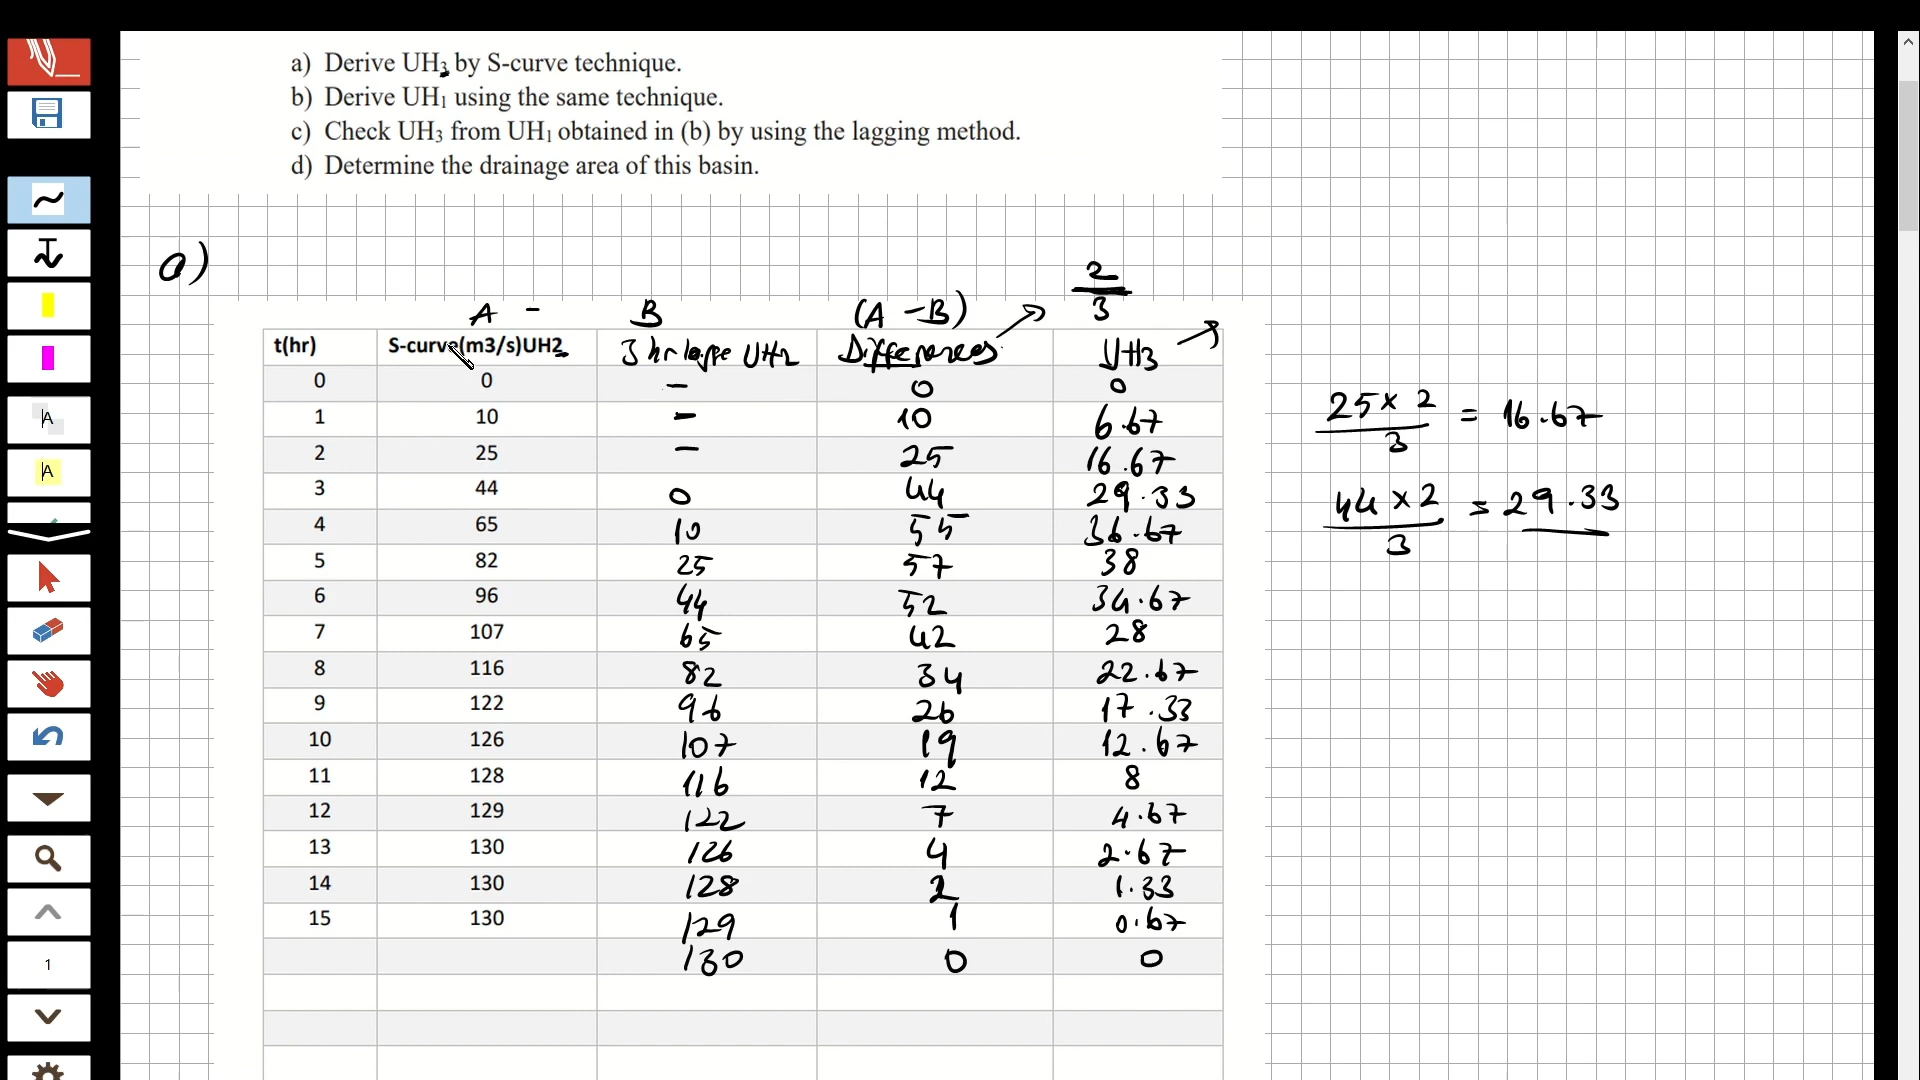 a) Derive UH3 by S-curve technique.
b) Derive UH1 using the same technique.
c) Check UH3 from UH1 obtained in (b) by using the lagging method.
d) Determine the drainage area of this basin.
a)
A - B (A - B) 2/3
t(hr) S-curve(m3/s)UH2 3 hr lagge UH2 Differences UH3
0 0 - 0 0
1 10 - 10 6.67
2 25 - 25 16.67
3 44 0 44 29.33
4 65 10 55 36.67
5 82 25 57 38
6 96 44 52 34.67
7 107 65 42 28
8 116 82 34 22.67
9 122 96 26 17.33
10 126 107 19 12.67
11 128 116 12 8
12 129 122 7 4.67
13 130 126 4 2.67
14 130 128 2 1.33
15 130 129 1 0.67
130 0 0
25 x 2 / 3 = 16.67
44 x 2 / 3 = 29.33
A
A
1